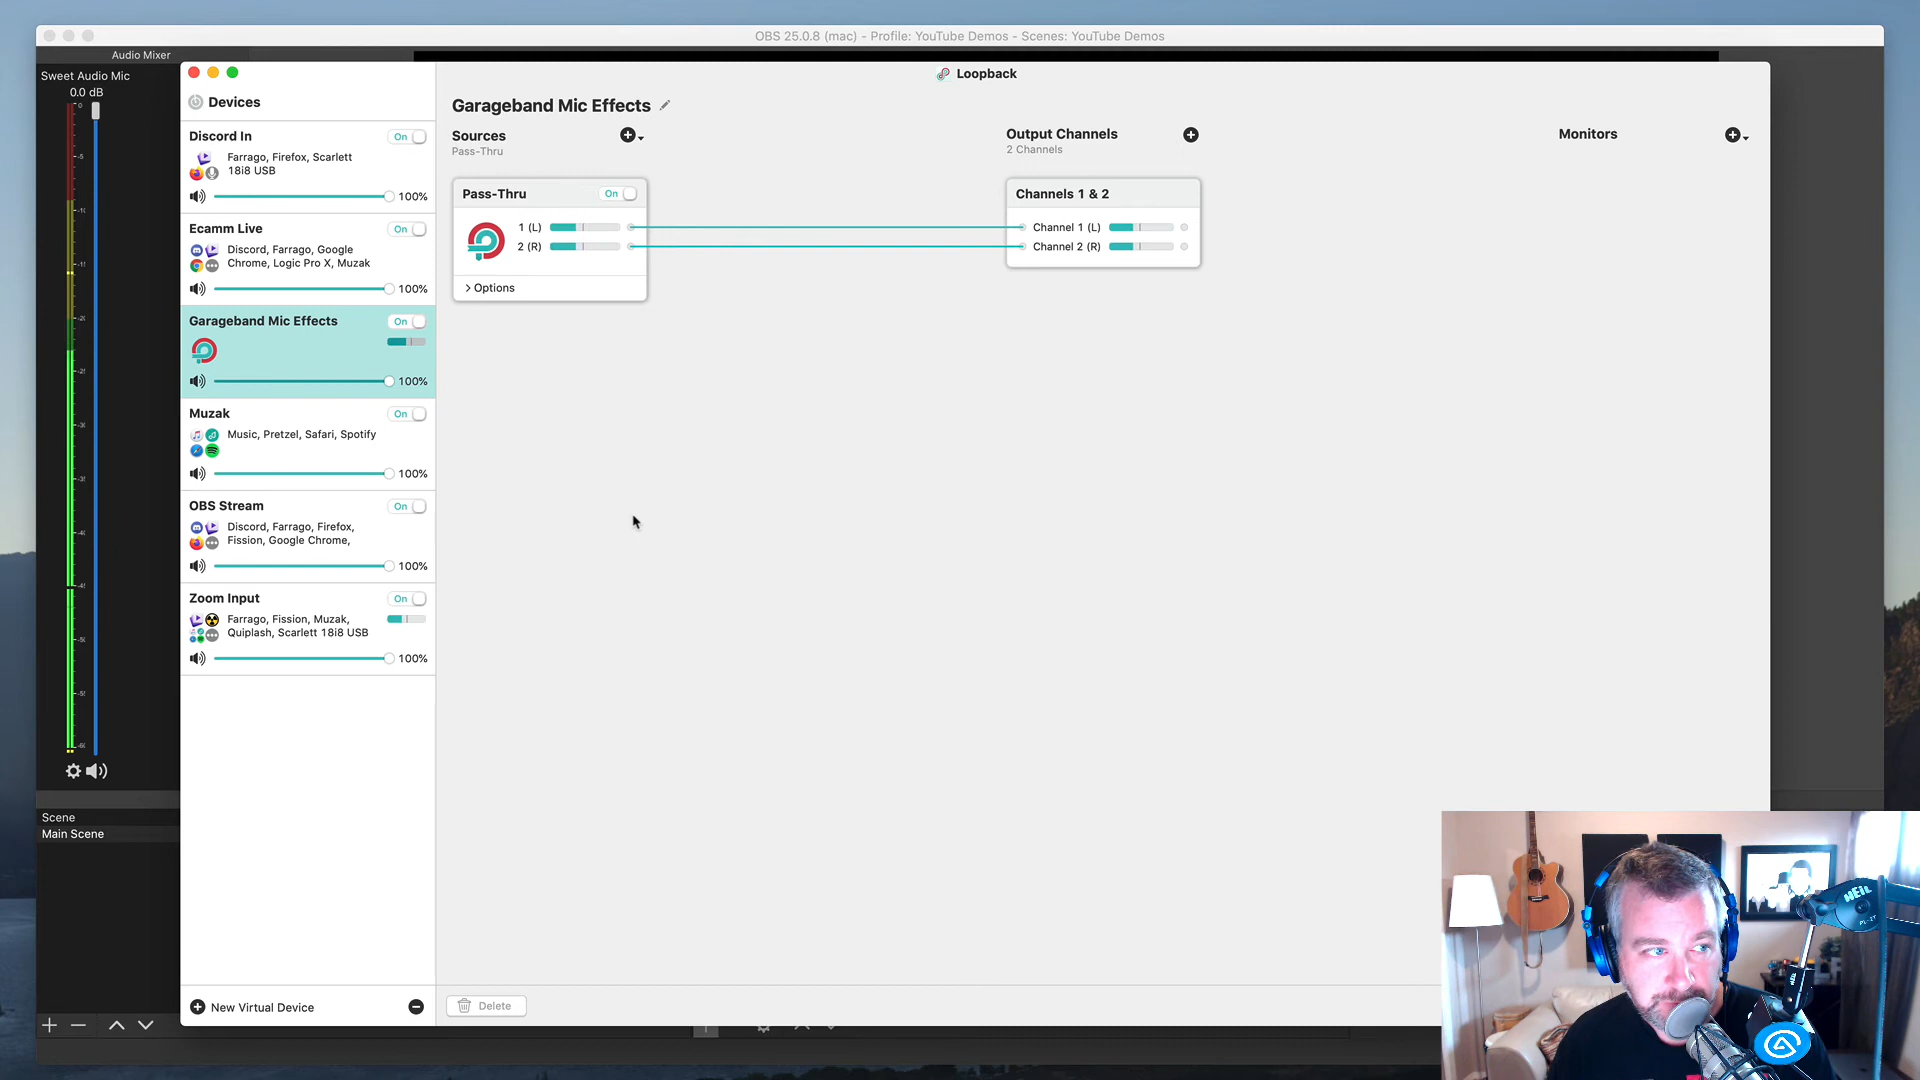 OBS 25.0.8 (mac) - Profile: YouTube Demos - Scenes: YouTube Demos
Audio Mixer
Sweet Audio Mic
0.0 dB
Loopback
Devices
Discord In
On
Farrago, Firefox, Scarlett
18i8 USB
100%
Ecamm Live
On
Discord, Farrago, Google
Chrome, Logic Pro X, Muzak
100%
Garageband Mic Effects
On
100%
Muzak
On
Music, Pretzel, Safari, Spotify
100%
OBS Stream
On
Discord, Farrago, Firefox,
Fission, Google Chrome,
100%
Zoom Input
On
Farrago, Fission, Muzak,
Quiplash, Scarlett 18i8 USB
100%
New Virtual Device
Garageband Mic Effects
Sources
Pass-Thru
Pass-Thru
On
1 (L)
2 (R)
> Options
Output Channels
2 Channels
Channels 1 & 2
Channel 1 (L)
Channel 2 (R)
Monitors
Delete
Scene
Main Scene
HEIL